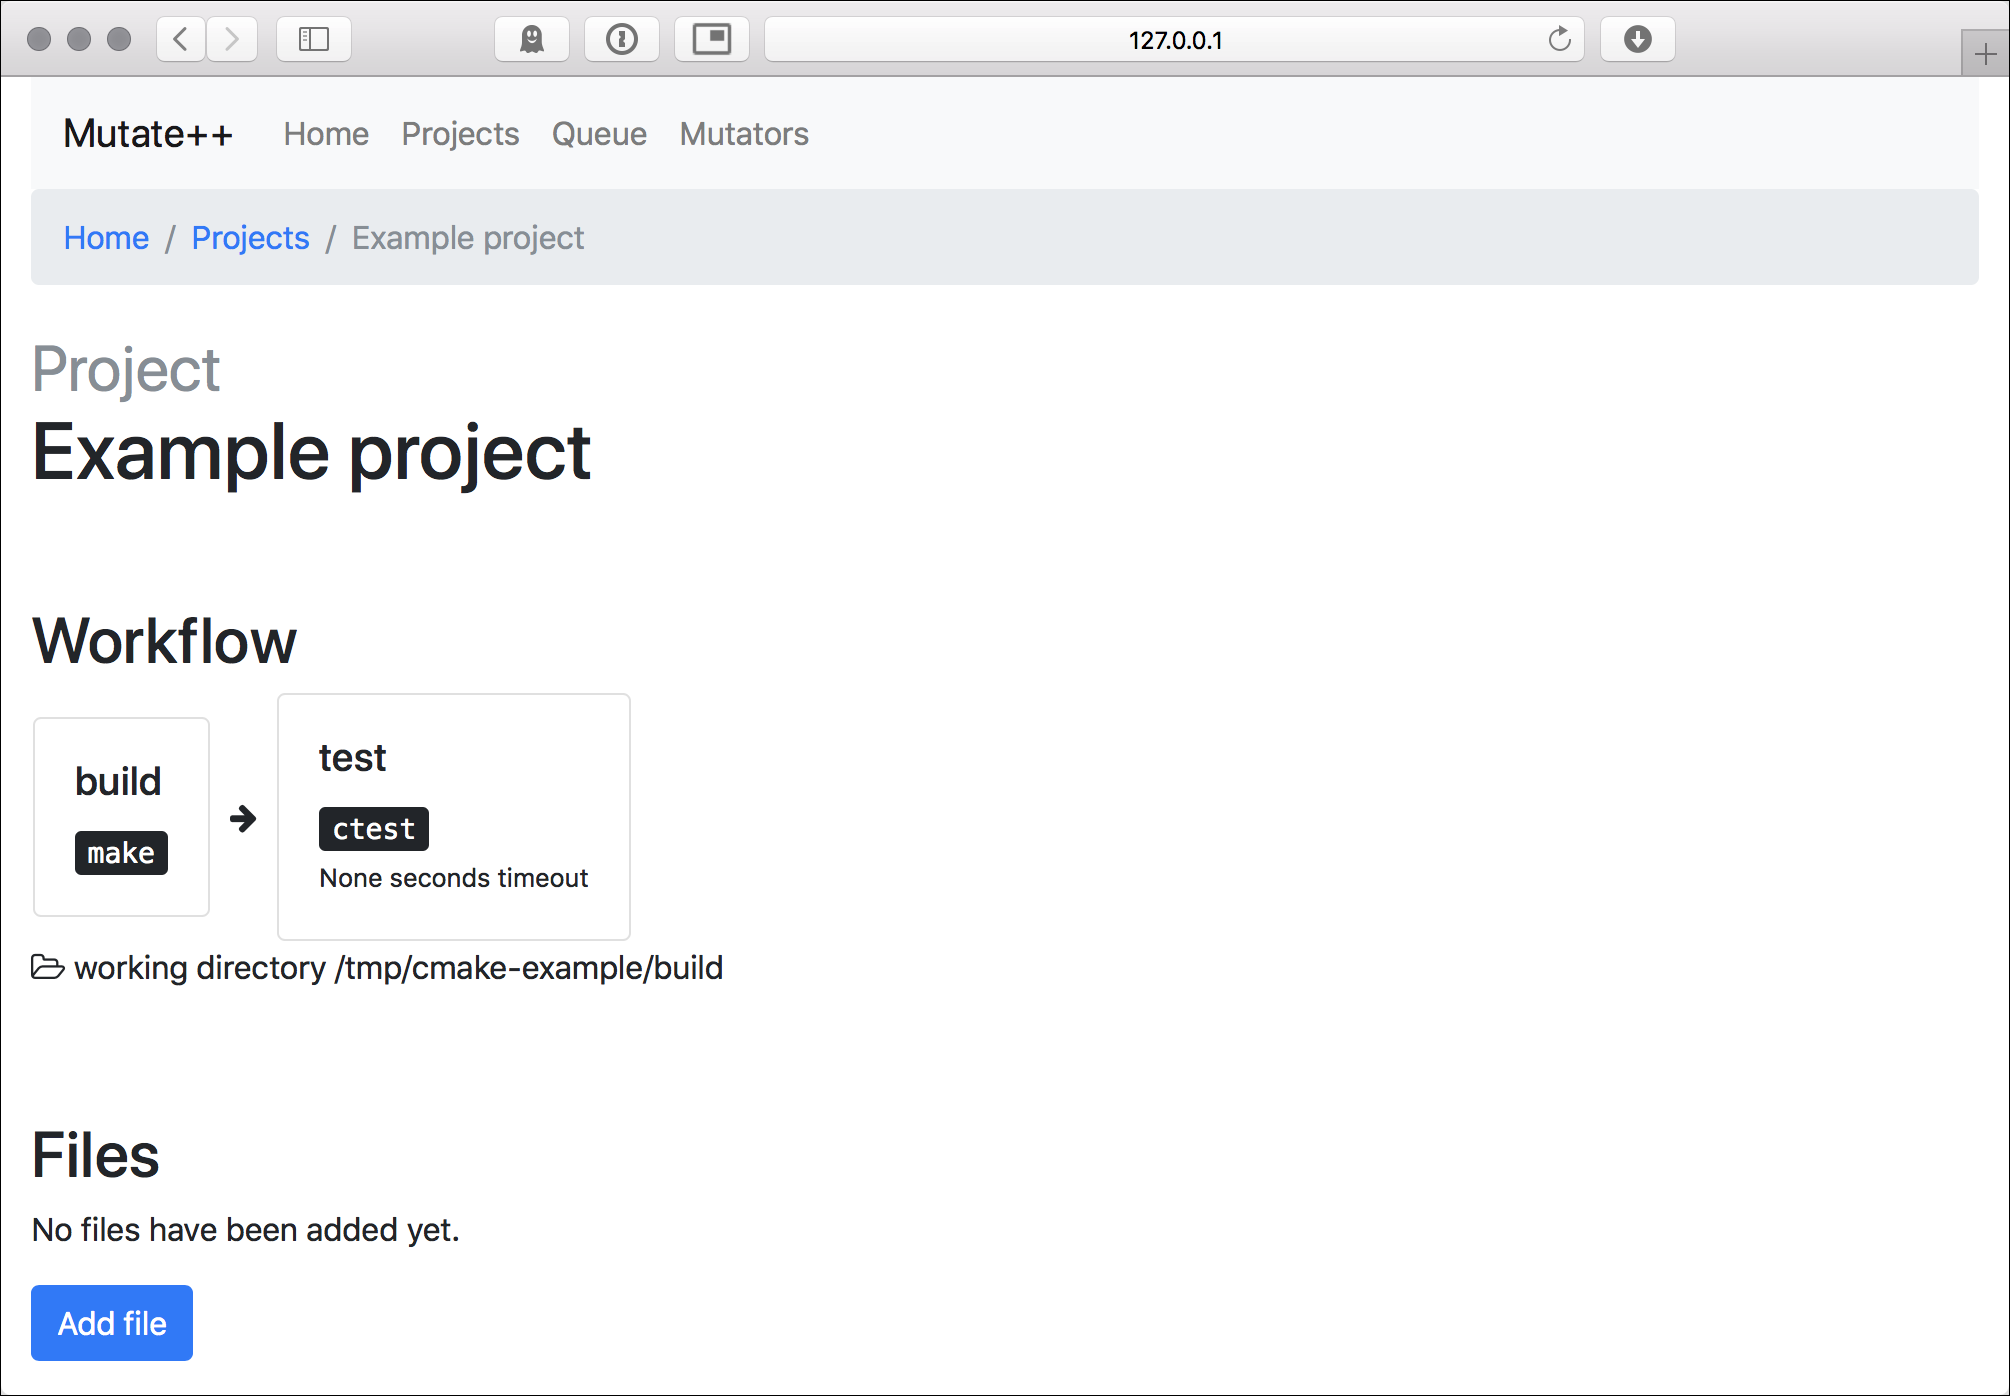 127.0.0.1
Mutate++ Home Projects Queue Mutators
Home / Projects / Example project
Project
Example project
Workflow
build
make
test
ctest
None seconds timeout
working directory /tmp/cmake-example/build
Files
No files have been added yet.
Add file